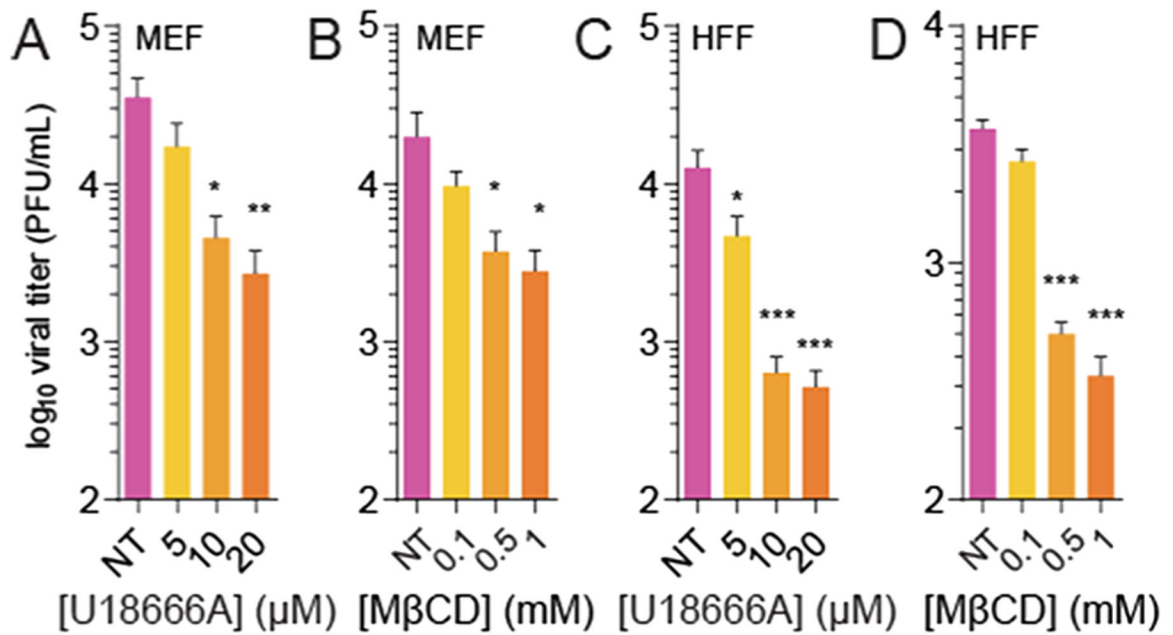 A MEF
B MEF
C HFF
D HFF
log₁₀ viral titer (PFU/mL)
5
4
3
2
5
4
3
2
5
4
3
2
4
3
2
* **
* *
* *** ***
*** ***
NT 5 10 20
NT 0.1 0.5 1
NT 5 10 20
NT 0.1 0.5 1
[U18666A] (µM)
[MβCD] (mM)
[U18666A] (µM)
[MβCD] (mM)